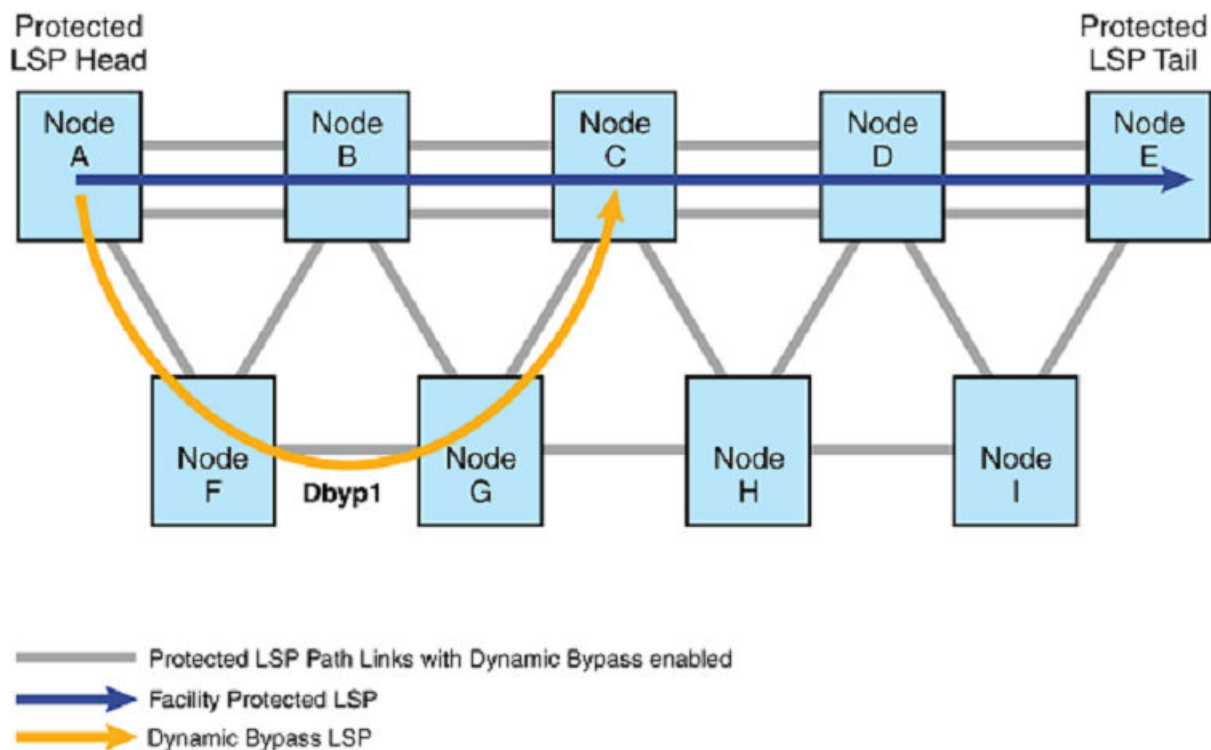 Protected
LSP Head
Protected
LSP Tail
Node
A
Node
B
Node
C
Node
D
Node
E
Node
F
Dbyp1
Node
G
Node
H
Node
I
Protected LSP Path Links with Dynamic Bypass enabled
Facility Protected LSP
Dynamic Bypass LSP